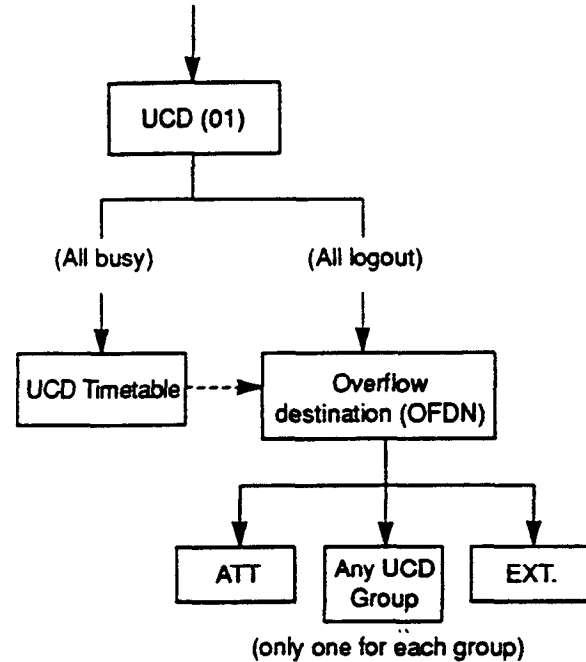 UCD (01)
(All busy)
(All logout)
UCD Timetable
Overflow
destination (OFDN)
ATT
Any UCD
Group
EXT.
(only one for each group)